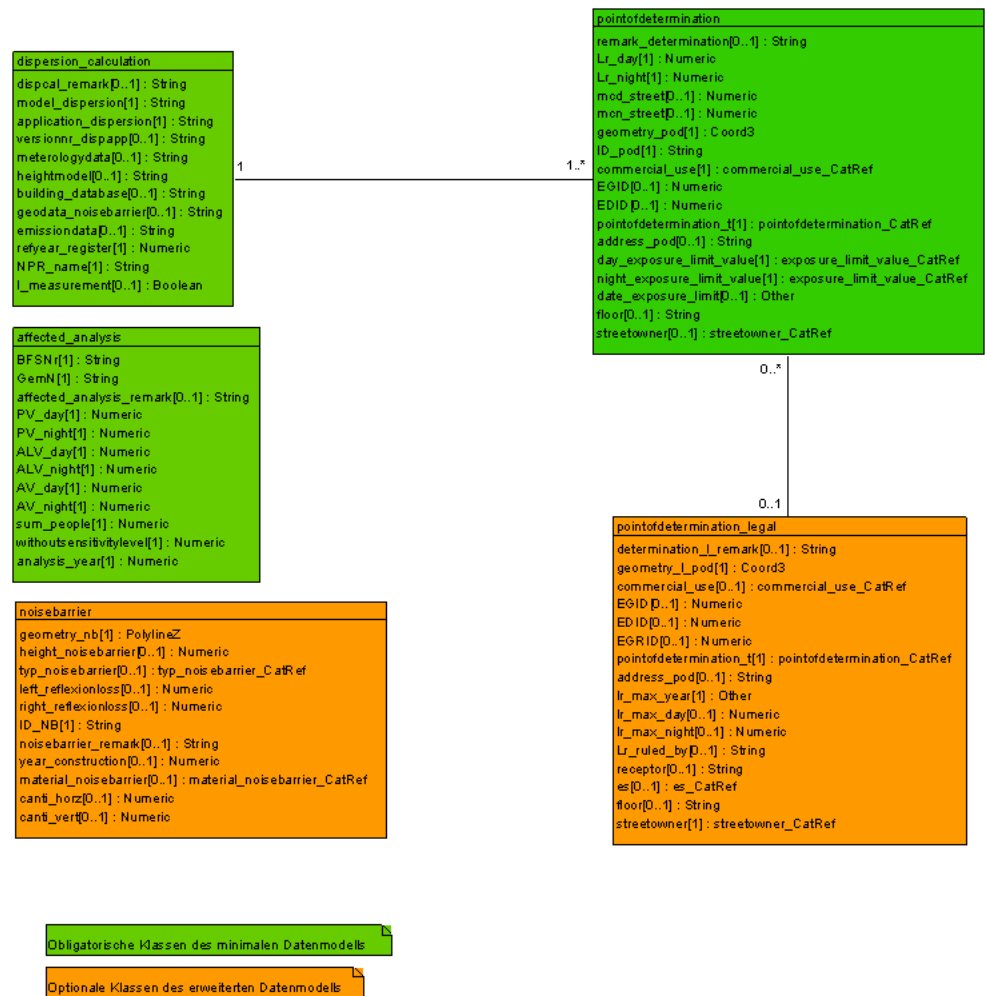 pointofdetermination
remark_determination[0..1] : String
Lr_day[1] : Numeric
Lr_night[1] : Numeric
mcd_street[0..1] : Numeric
mcn_street[0..1] : Numeric
geometry_pod[1] : Coord3
ID_pod[1] : String
commercial_use[1] : commercial_use_CatRef
EGID[0..1] : Numeric
EDID[0..1] : Numeric
pointofdetermination_t[1] : pointofdetermination_CatRef
address_pod[0..1] : String
day_exposure_limit_value[1] : exposure_limit_value_CatRef
night_exposure_limit_value[1] : exposure_limit_value_CatRef
date_exposure_limit[0..1] : Other
floor[0..1] : String
streetowner[1] : streetowner_CatRef
dispersion_calculation
dispcal_remark[0..1] : String
model_dispersion[1] : String
application_dispersion[1] : String
versionnr_dispapp[0..1] : String
meterologydata[0..1] : String
heightmodel[0..1] : String
building_database[0..1] : String
geodata_noisebarrier[0..1] : String
emissiondata[0..1] : String
refyear_register[1] : Numeric
NPR_name[1] : String
l_measurement[0..1] : Boolean
1
1..*
affected_analysis
BFSNr[1] : String
GemN[1] : String
affected_analysis_remark[0..1] : String
PV_day[1] : Numeric
PV_night[1] : Numeric
ALV_day[1] : Numeric
ALV_night[1] : Numeric
AV_day[1] : Numeric
AV_night[1] : Numeric
sum_people[1] : Numeric
withoutsensitivitylevel[1] : Numeric
analysis_year[1] : Numeric
0..*
0..1
pointofdetermination_legal
determination_l_remark[0..1] : String
geometry_l_pod[1] : Coord3
commercial_use[0..1] : commercial_use_CatRef
EGID[0..1] : Numeric
EDID[0..1] : Numeric
EGRID[0..1] : Numeric
pointofdetermination_t[1] : pointofdetermination_CatRef
address_pod[0..1] : String
lr_max_year[1] : Other
lr_max_day[0..1] : Numeric
lr_max_night[0..1] : Numeric
Lr_ruled_by[0..1] : String
receptor[0..1] : String
es[0..1] : es_CatRef
floor[0..1] : String
streetowner[1] : streetowner_CatRef
noisebarrier
geometry_nb[1] : PolylineZ
height_noisebarrier[0..1] : Numeric
typ_noisebarrier[0..1] : typ_noisebarrier_CatRef
left_reflexionloss[0..1] : Numeric
right_reflexionloss[0..1] : Numeric
ID_NB[1] : String
noisebarrier_remark[0..1] : String
year_construction[0..1] : Numeric
material_noisebarrier[0..1] : material_noisebarrier_CatRef
canti_horz[0..1] : Numeric
canti_vert[0..1] : Numeric
Obligatorische Klassen des minimalen Datenmodells
Optionale Klassen des erweiterten Datenmodells